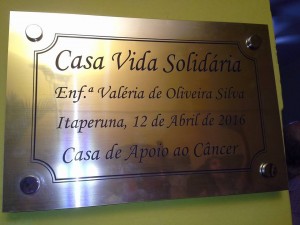 Casa Vida Solidária
Enf.ª Valéria de Oliveira Silva
Itaperuna, 12 de Abril de 2016
Casa de Apoio ao Câncer